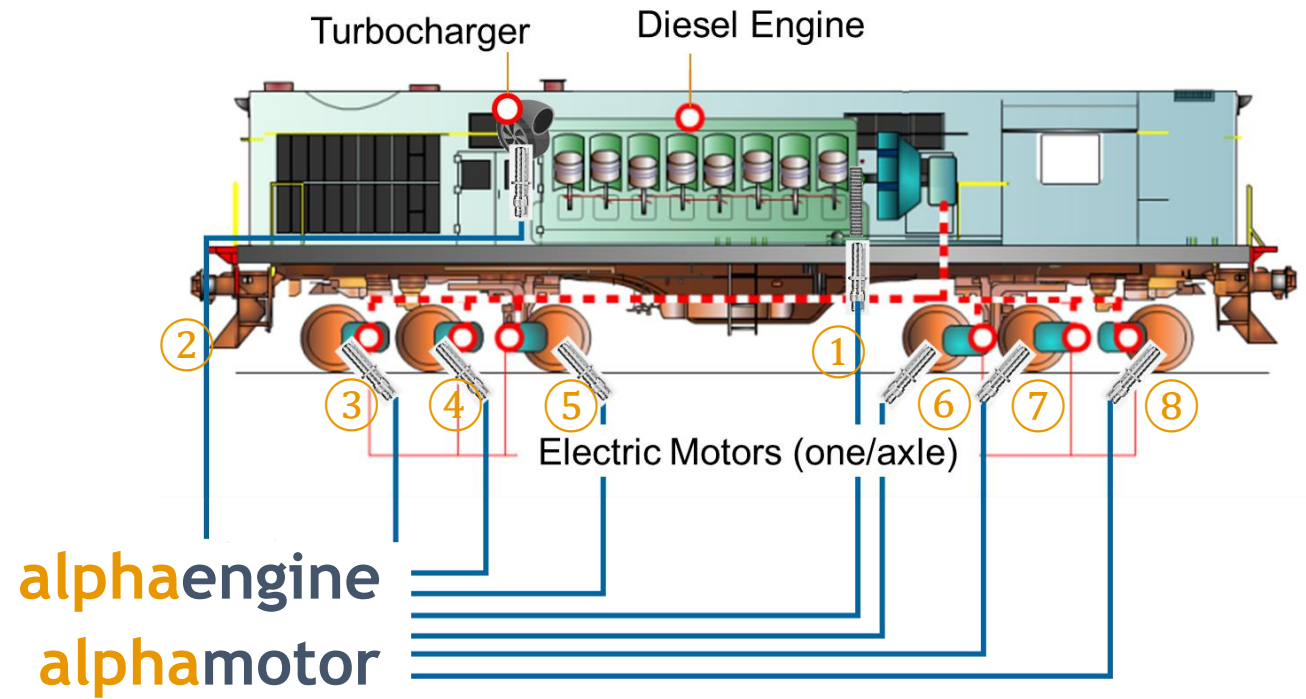 Turbocharger
Diesel Engine
②
①
③
④
⑤
⑥
⑦
⑧
Electric Motors (one/axle)
alphaengine
alphamotor